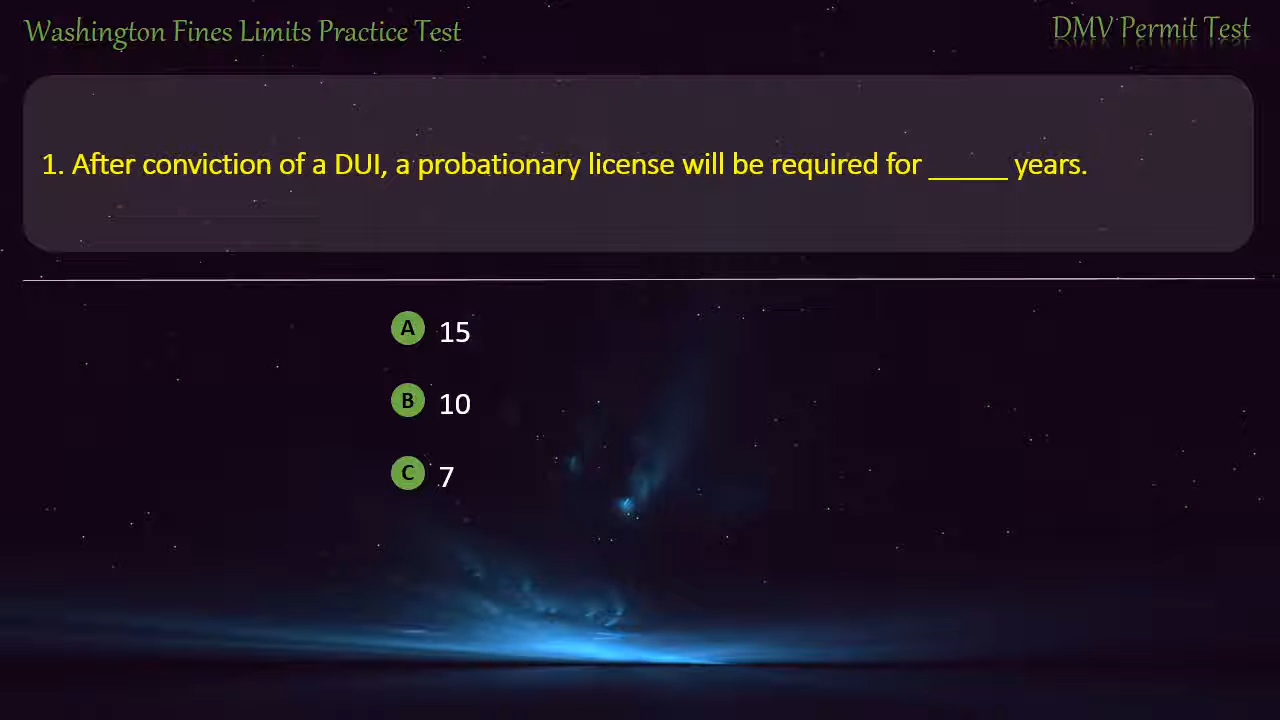 Washington Fines Limits Practice Test
DMV Permit Test
1. After conviction of a DUI, a probationary license will be required for _____ years.
A 15
B 10
C 7